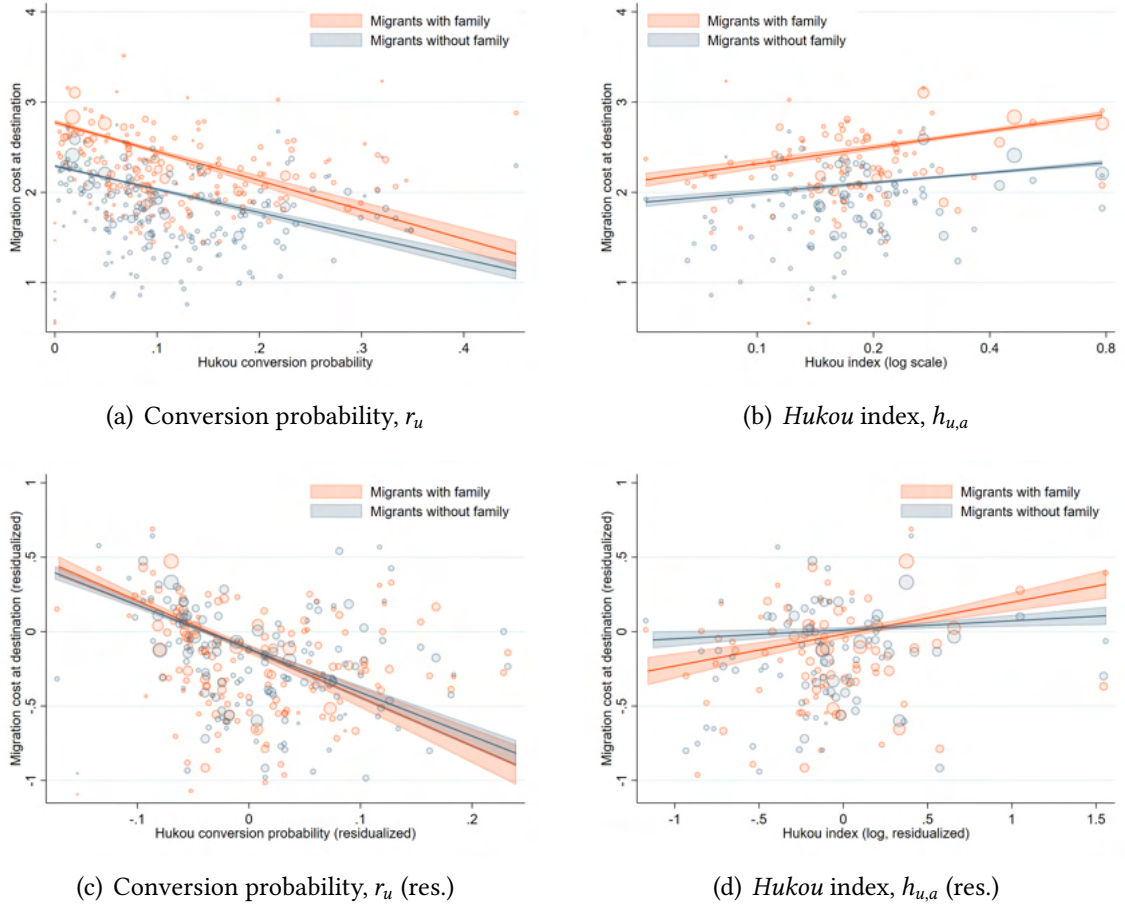 Migrants with family
Migrants without family
Migration cost at destination
4
3
2
1
0
.1
.2
.3
.4
Hukou conversion probability
(a) Conversion probability, r_u
Migrants with family
Migrants without family
Migration cost at destination
4
3
2
1
0.1
0.2
0.4
0.8
Hukou index (log scale)
(b) Hukou index, h_{u,a}
Migrants with family
Migrants without family
Migration cost at destination (residualized)
1
.5
0
-.5
-1
-.1
0
.1
.2
Hukou conversion probability (residualized)
(c) Conversion probability, r_u (res.)
Migrants with family
Migrants without family
Migration cost at destination (residualized)
1
.5
0
-.5
-1
-1
-.5
0
.5
1
1.5
Hukou index (log, residualized)
(d) Hukou index, h_{u,a} (res.)